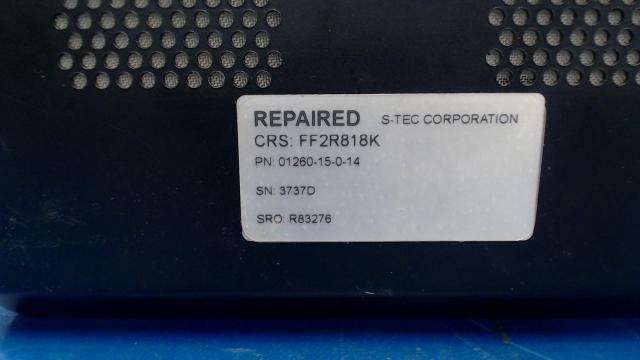 REPAIRED S-TEC CORPORATION
CRS: FF2R818K
PN: 01260-15-0-14
SN: 3737D
SRO: R83276